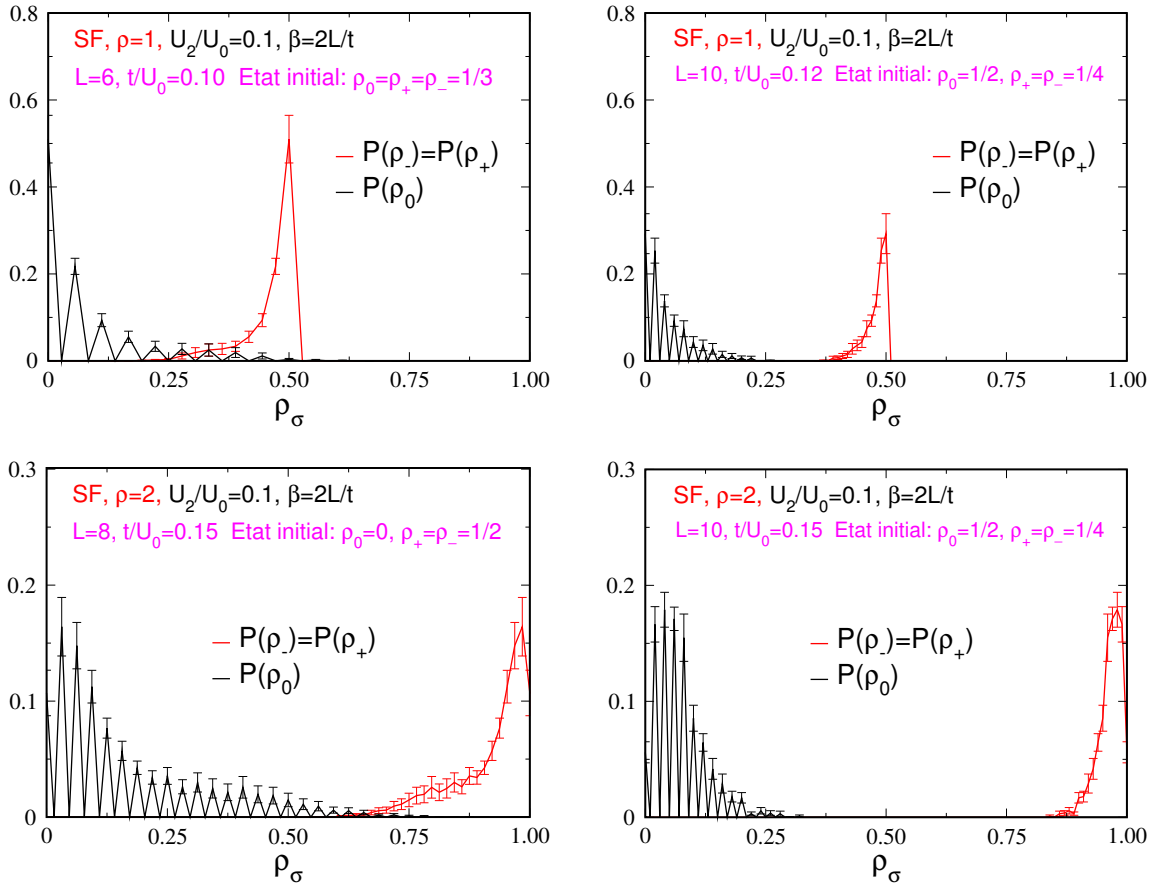 0.8
0.6
0.4
0.2
0
SF, ρ=1, U₂/U₀=0.1, β=2L/t
L=6, t/U₀=0.10 Etat initial: ρ₀=ρ₊=ρ₋=1/3
P(ρ₋)=P(ρ₊)
P(ρ₀)
0 0.25 0.50 0.75 1.00
ρσ
0.8
0.6
0.4
0.2
0
SF, ρ=1, U₂/U₀=0.1, β=2L/t
L=10, t/U₀=0.12 Etat initial: ρ₀=1/2, ρ₊=ρ₋=1/4
P(ρ₋)=P(ρ₊)
P(ρ₀)
0 0.25 0.50 0.75 1.00
ρσ
0.3
0.2
0.1
0
SF, ρ=2, U₂/U₀=0.1, β=2L/t
L=8, t/U₀=0.15 Etat initial: ρ₀=0, ρ₊=ρ₋=1/2
P(ρ₋)=P(ρ₊)
P(ρ₀)
0 0.25 0.50 0.75 1.00
ρσ
0.3
0.2
0.1
0
SF, ρ=2, U₂/U₀=0.1, β=2L/t
L=10, t/U₀=0.15 Etat initial: ρ₀=1/2, ρ₊=ρ₋=1/4
P(ρ₋)=P(ρ₊)
P(ρ₀)
0 0.25 0.50 0.75 1.00
ρσ